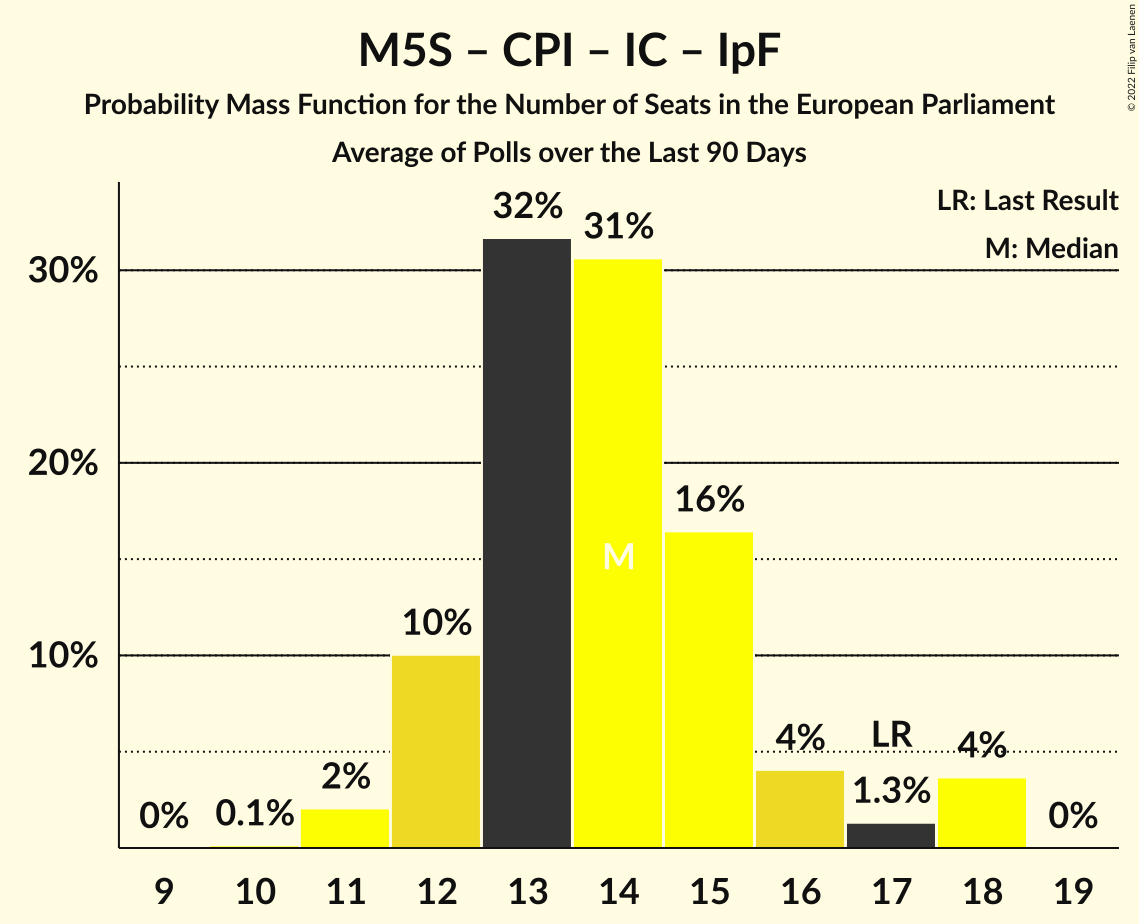 M5S – CPI – IC – IpF
Probability Mass Function for the Number of Seats in the European Parliament
Average of Polls over the Last 90 Days
© 2022 Filip van Laenen
LR: Last Result
M: Median
30%
20%
10%
0%
0.1%
2%
10%
32%
31%
M
16%
4%
LR
1.3%
4%
0%
9 10 11 12 13 14 15 16 17 18 19